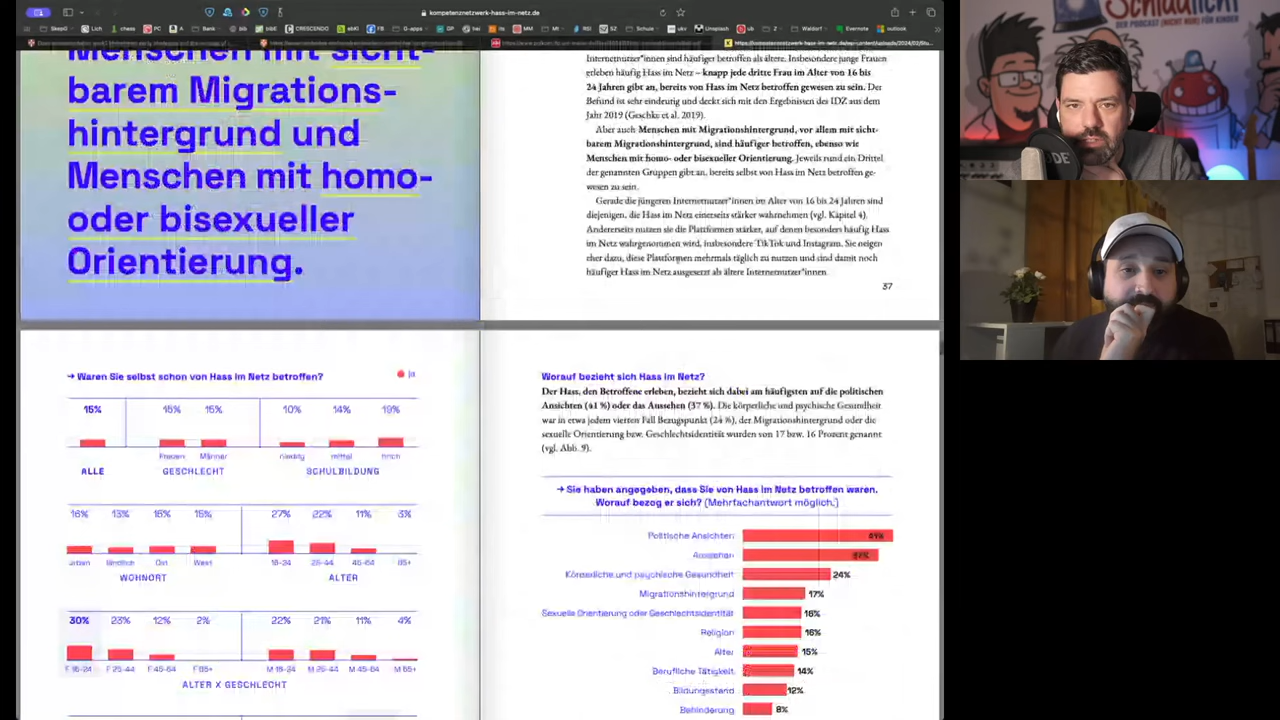 kompetenznetzwerk-hass-im-netz.de
Menschen mit sicht-
barem Migrations-
hintergrund und
Menschen mit homo-
oder bisexueller
Orientierung.
Internetnutzer*innen sind häufiger betroffen als ältere. Insbesondere junge Frauen
erleben häufig Hass im Netz – knapp jede dritte Frau im Alter von 16 bis
24 Jahren gibt an, bereits von Hass im Netz betroffen gewesen zu sein. Der
Befund ist sehr eindeutig und deckt sich mit den Ergebnissen des IDZ aus dem
Jahr 2019 (Geschke et al. 2019).
Aber auch Menschen mit Migrationshintergrund, vor allem mit sicht-
barem Migrationshintergrund, sind häufiger betroffen, ebenso wie
Menschen mit homo- oder bisexueller Orientierung. Jeweils rund ein Drittel
der genannten Gruppen gibt an, bereits selbst von Hass im Netz betroffen ge-
wesen zu sein.
Gerade die jüngeren Internetnutzer*innen im Alter von 16 bis 24 Jahren sind
diejenigen, die Hass im Netz einerseits stärker wahrnehmen (vgl. Kapitel 4).
Andererseits nutzen sie die Plattformen stärker, auf denen besonders häufig Hass
im Netz wahrgenommen wird, insbesondere TikTok und Instagram. Sie neigen
eher dazu, diese Plattformen mehrmals täglich zu nutzen und sind damit noch
häufiger Hass im Netz ausgesetzt als ältere Internetnutzer*innen.
37
→ Waren Sie selbst schon von Hass im Netz betroffen?
ja
15% 15% 15% 10% 14% 19%
Frauen Männer niedrig mittel hoch
ALLE GESCHLECHT SCHULBILDUNG
16% 13% 15% 15% 27% 22% 11% 3%
urban ländlich Ost West 16-24 25-44 45-64 65+
WOHNORT ALTER
30% 23% 12% 2% 22% 21% 11% 4%
F 16-24 F 25-44 F 45-64 F 65+ M 16-24 M 25-44 M 45-64 M 65+
ALTER X GESCHLECHT
Worauf bezieht sich Hass im Netz?
Der Hass, den Betroffene erleben, bezieht sich dabei am häufigsten auf die politischen
Ansichten (41 %) oder das Aussehen (37 %). Die körperliche und psychische Gesundheit
war in etwa jedem vierten Fall Bezugspunkt (24 %), der Migrationshintergrund oder die
sexuelle Orientierung bzw. Geschlechtsidentität wurden von 17 bzw. 16 Prozent genannt
(vgl. Abb. 9).
→ Sie haben angegeben, dass Sie von Hass im Netz betroffen waren.
Worauf bezog er sich? (Mehrfachantwort möglich.)
Politische Ansichten 41%
Aussehen 37%
Körperliche und psychische Gesundheit 24%
Migrationshintergrund 17%
Sexuelle Orientierung oder Geschlechtsidentität 16%
Religion 16%
Alter 15%
Berufliche Tätigkeit 14%
Bildungsstand 12%
Behinderung 8%
Schlaulicht
DER PODCAST (NICHT NUR) FÜR KINDER